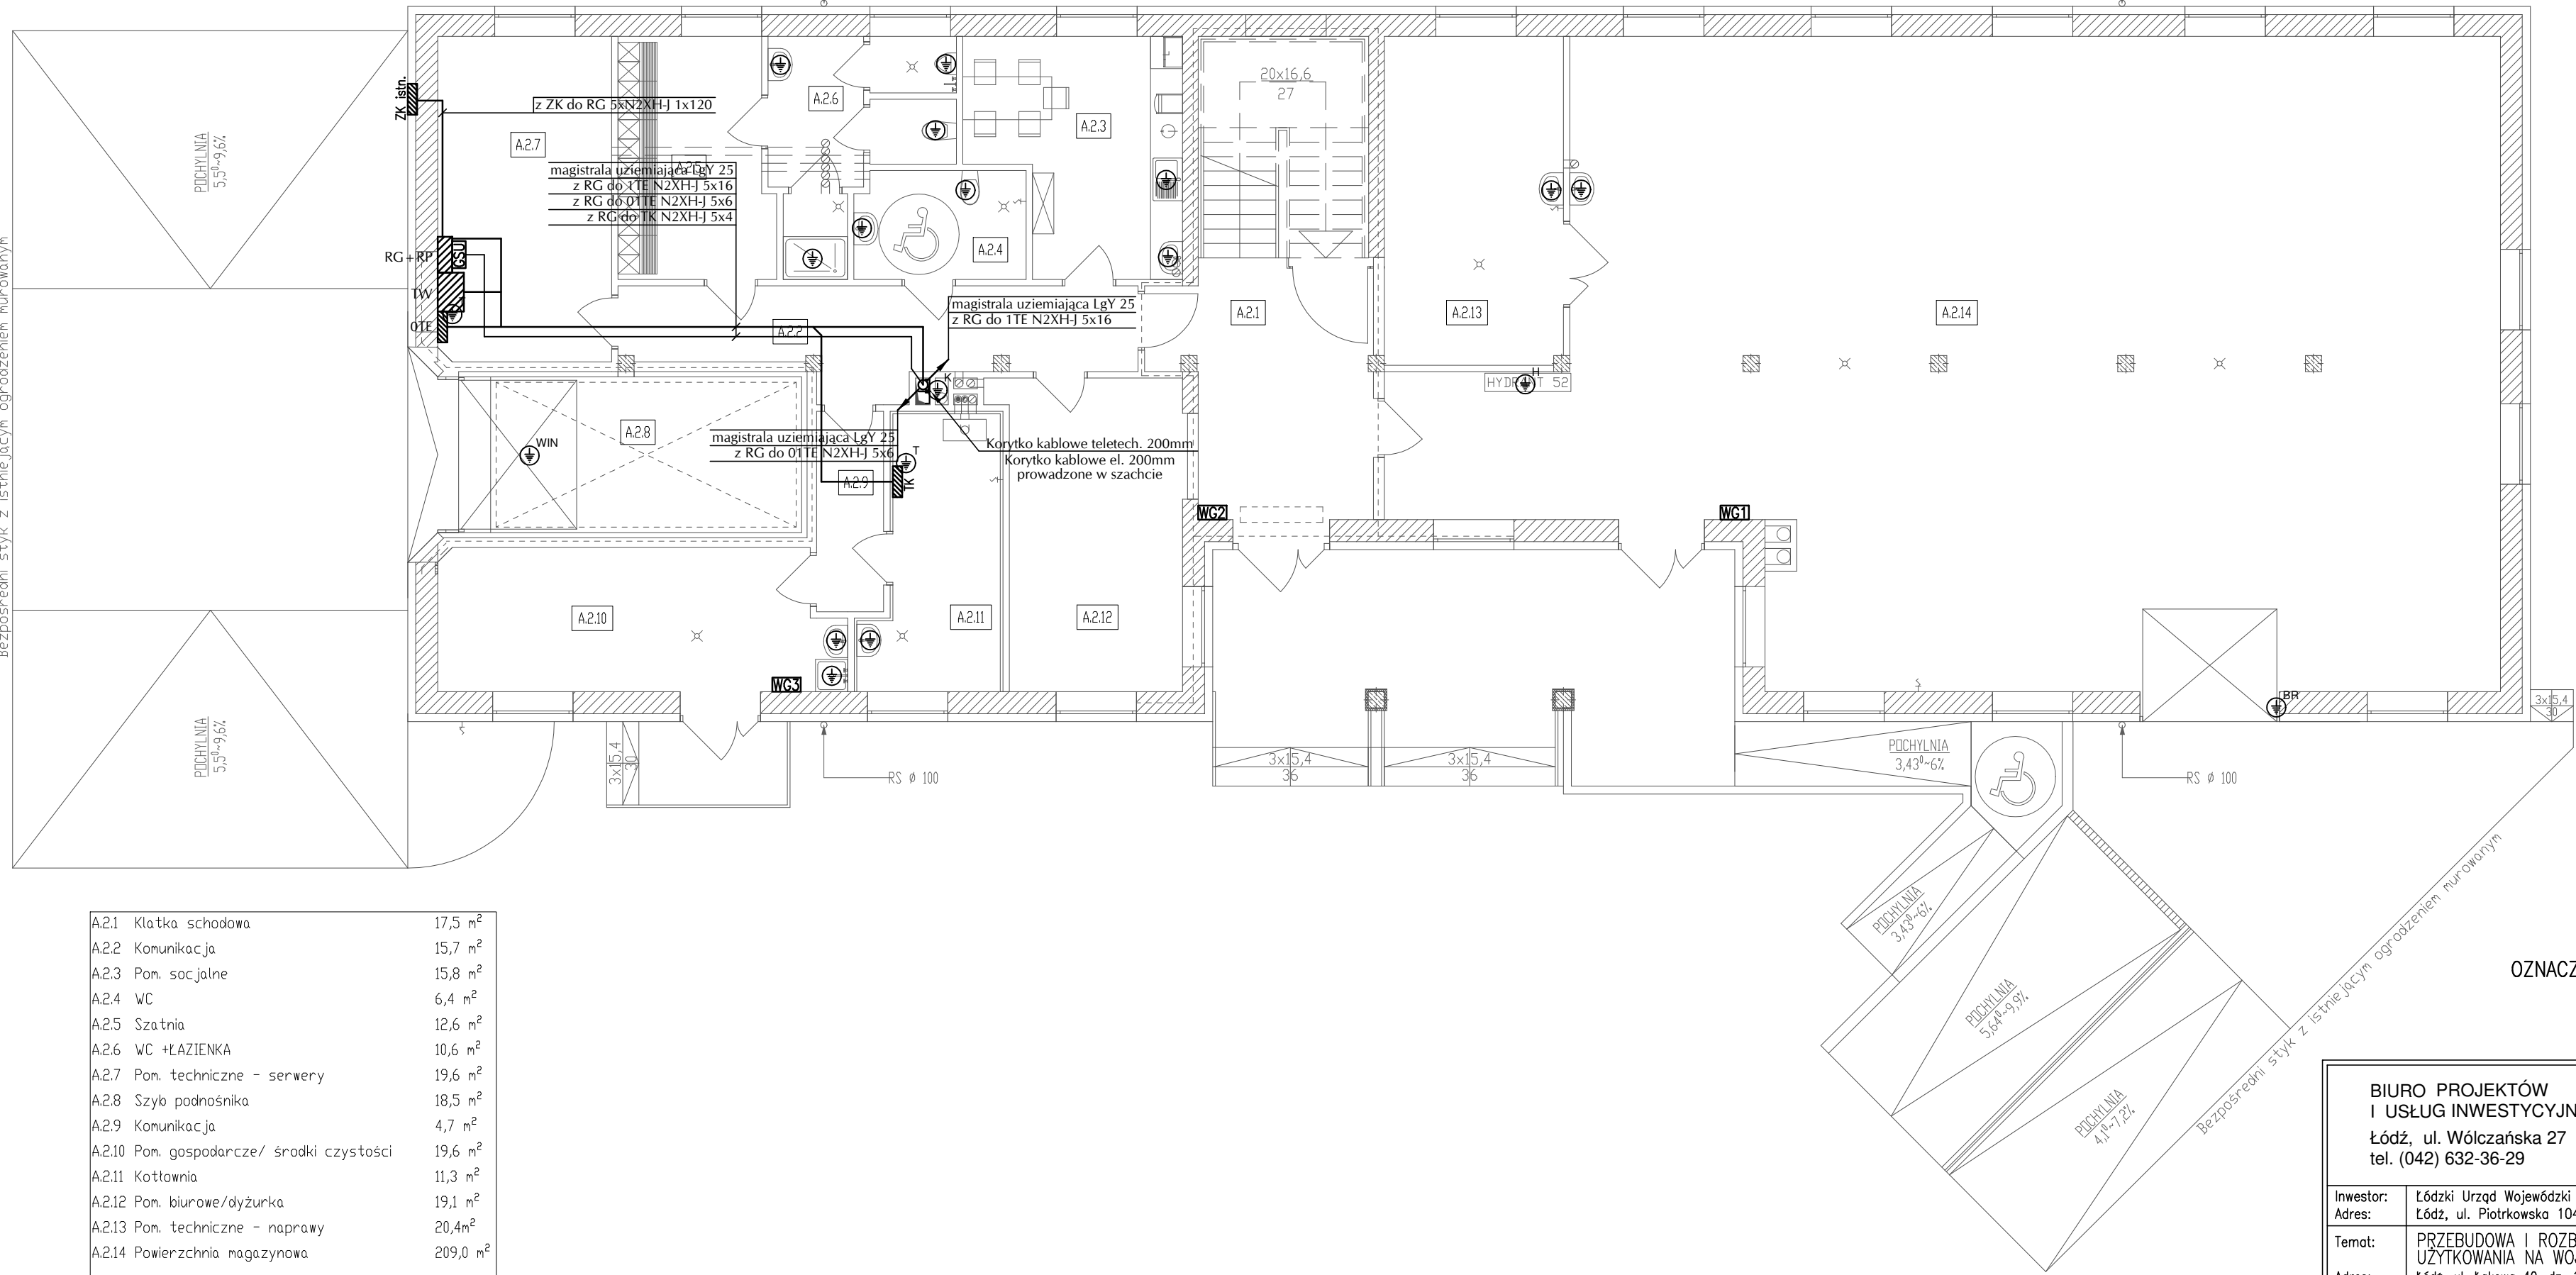 20x16,6
27
ZK istn.
z ZK do RG 5xN2XH-J 1x120
A.2.6
A.2.3
A.2.7
A.2.5
POCHYLNIA
5,5⁰~9,6%
magistrala uziemiająca LgY 25
z RG do 1TE N2XH-J 5x16
z RG do 01TE N2XH-J 5x6
z RG do TK N2XH-J 5x4
A.2.4
RG+RP
GSU
TW
0TE
magistrala uziemiająca LgY 25
z RG do 1TE N2XH-J 5x16
A.2.2
A.2.1
A.2.13
A.2.14
K
HYDRANT 52
H
A.2.8
WIN
magistrala uziemiająca LgY 25
z RG do 01TE N2XH-J 5x6
T
TK
A.2.9
Korytko kablowe teletech. 200mm
Korytko kablowe el. 200mm
prowadzone w szachcie
WG2
WG1
A.2.10
A.2.11
A.2.12
WG3
BR
Bezpośredni styk z istniejącym ogrodzeniem murowanym
POCHYLNIA
5,5⁰~9,6%
3x15,4
30
RS Ø 100
3x15,4
36
3x15,4
36
POCHYLNIA
3,43⁰~6%
RS Ø 100
3x15,4
30
POCHYLNIA
3,43⁰~6%
POCHYLNIA
5,64⁰~9,9%
POCHYLNIA
4,1⁰~7,2%
Bezpośredni styk z istniejącym ogrodzeniem murowanym
A.2.1 Klatka schodowa 17,5 m²
A.2.2 Komunikacja 15,7 m²
A.2.3 Pom. socjalne 15,8 m²
A.2.4 WC 6,4 m²
A.2.5 Szatnia 12,6 m²
A.2.6 WC +ŁAZIENKA 10,6 m²
A.2.7 Pom. techniczne - serwery 19,6 m²
A.2.8 Szyb podnośnika 18,5 m²
A.2.9 Komunikacja 4,7 m²
A.2.10 Pom. gospodarcze/ środki czystości 19,6 m²
A.2.11 Kotłownia 11,3 m²
A.2.12 Pom. biurowe/dyżurka 19,1 m²
A.2.13 Pom. techniczne - naprawy 20,4m²
A.2.14 Powierzchnia magazynowa 209,0 m²
OZNACZ
BIURO PROJEKTÓW
I USŁUG INWESTYCYJN
Łódź, ul. Wólczańska 27
tel. (042) 632-36-29
Inwestor: Łódzki Urząd Wojewódzki
Adres: Łódź, ul. Piotrkowska 104
Temat: PRZEBUDOWA I ROZB
UŻYTKOWANIA NA WOJ